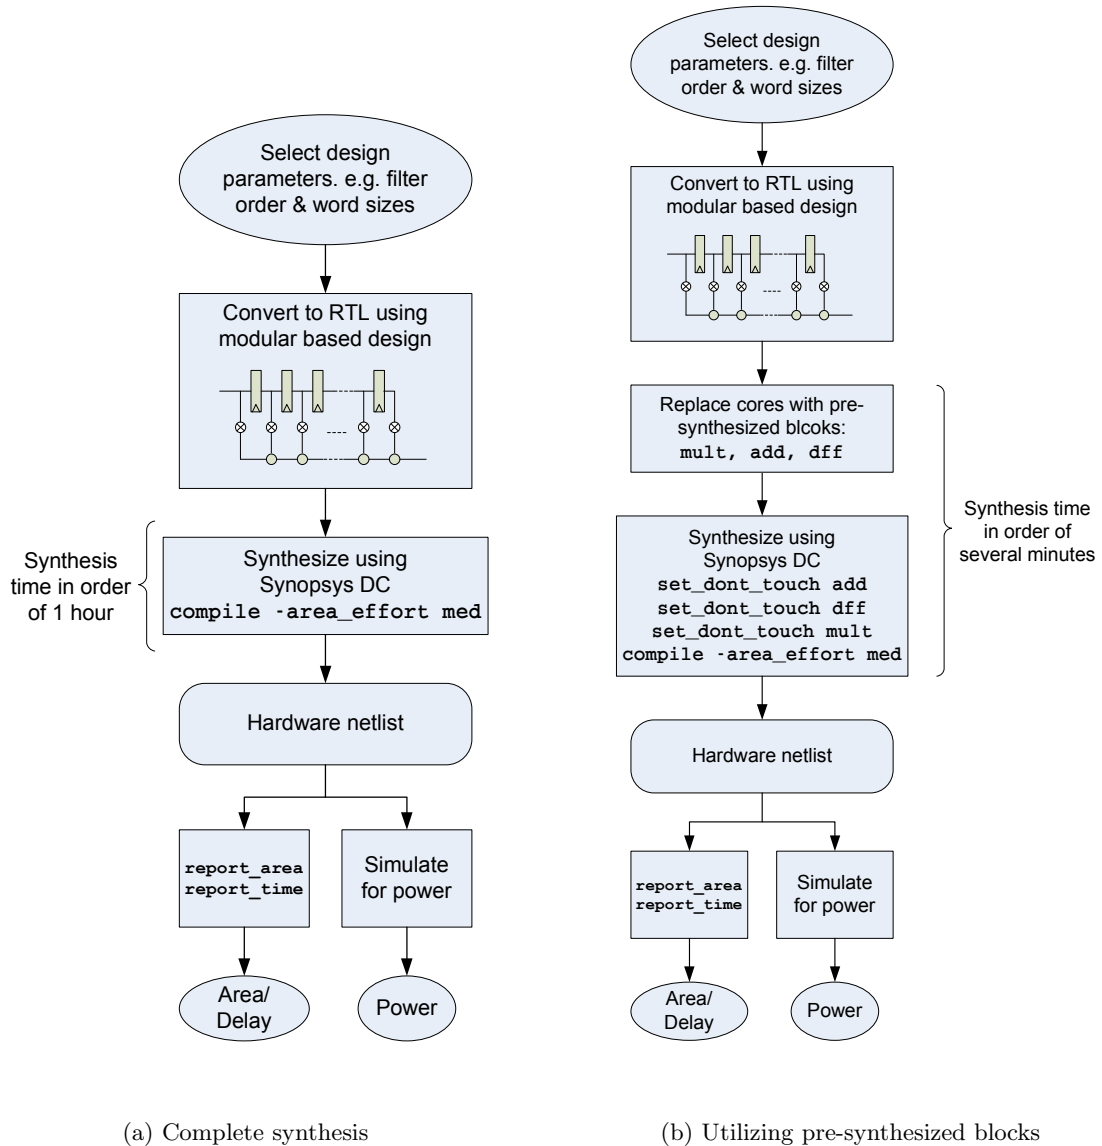 Select design
parameters. e.g. filter
order & word sizes
Convert to RTL using
modular based design
Synthesis
time in order
of 1 hour
Synthesize using
Synopsys DC
compile -area_effort med
Hardware netlist
report_area
report_time
Simulate
for power
Area/
Delay
Power
(a) Complete synthesis
Select design
parameters. e.g. filter
order & word sizes
Convert to RTL using
modular based design
Replace cores with pre-
synthesized blcoks:
mult, add, dff
Synthesize using
Synopsys DC
set_dont_touch add
set_dont_touch dff
set_dont_touch mult
compile -area_effort med
Synthesis time
in order of
several minutes
Hardware netlist
report_area
report_time
Simulate
for power
Area/
Delay
Power
(b) Utilizing pre-synthesized blocks